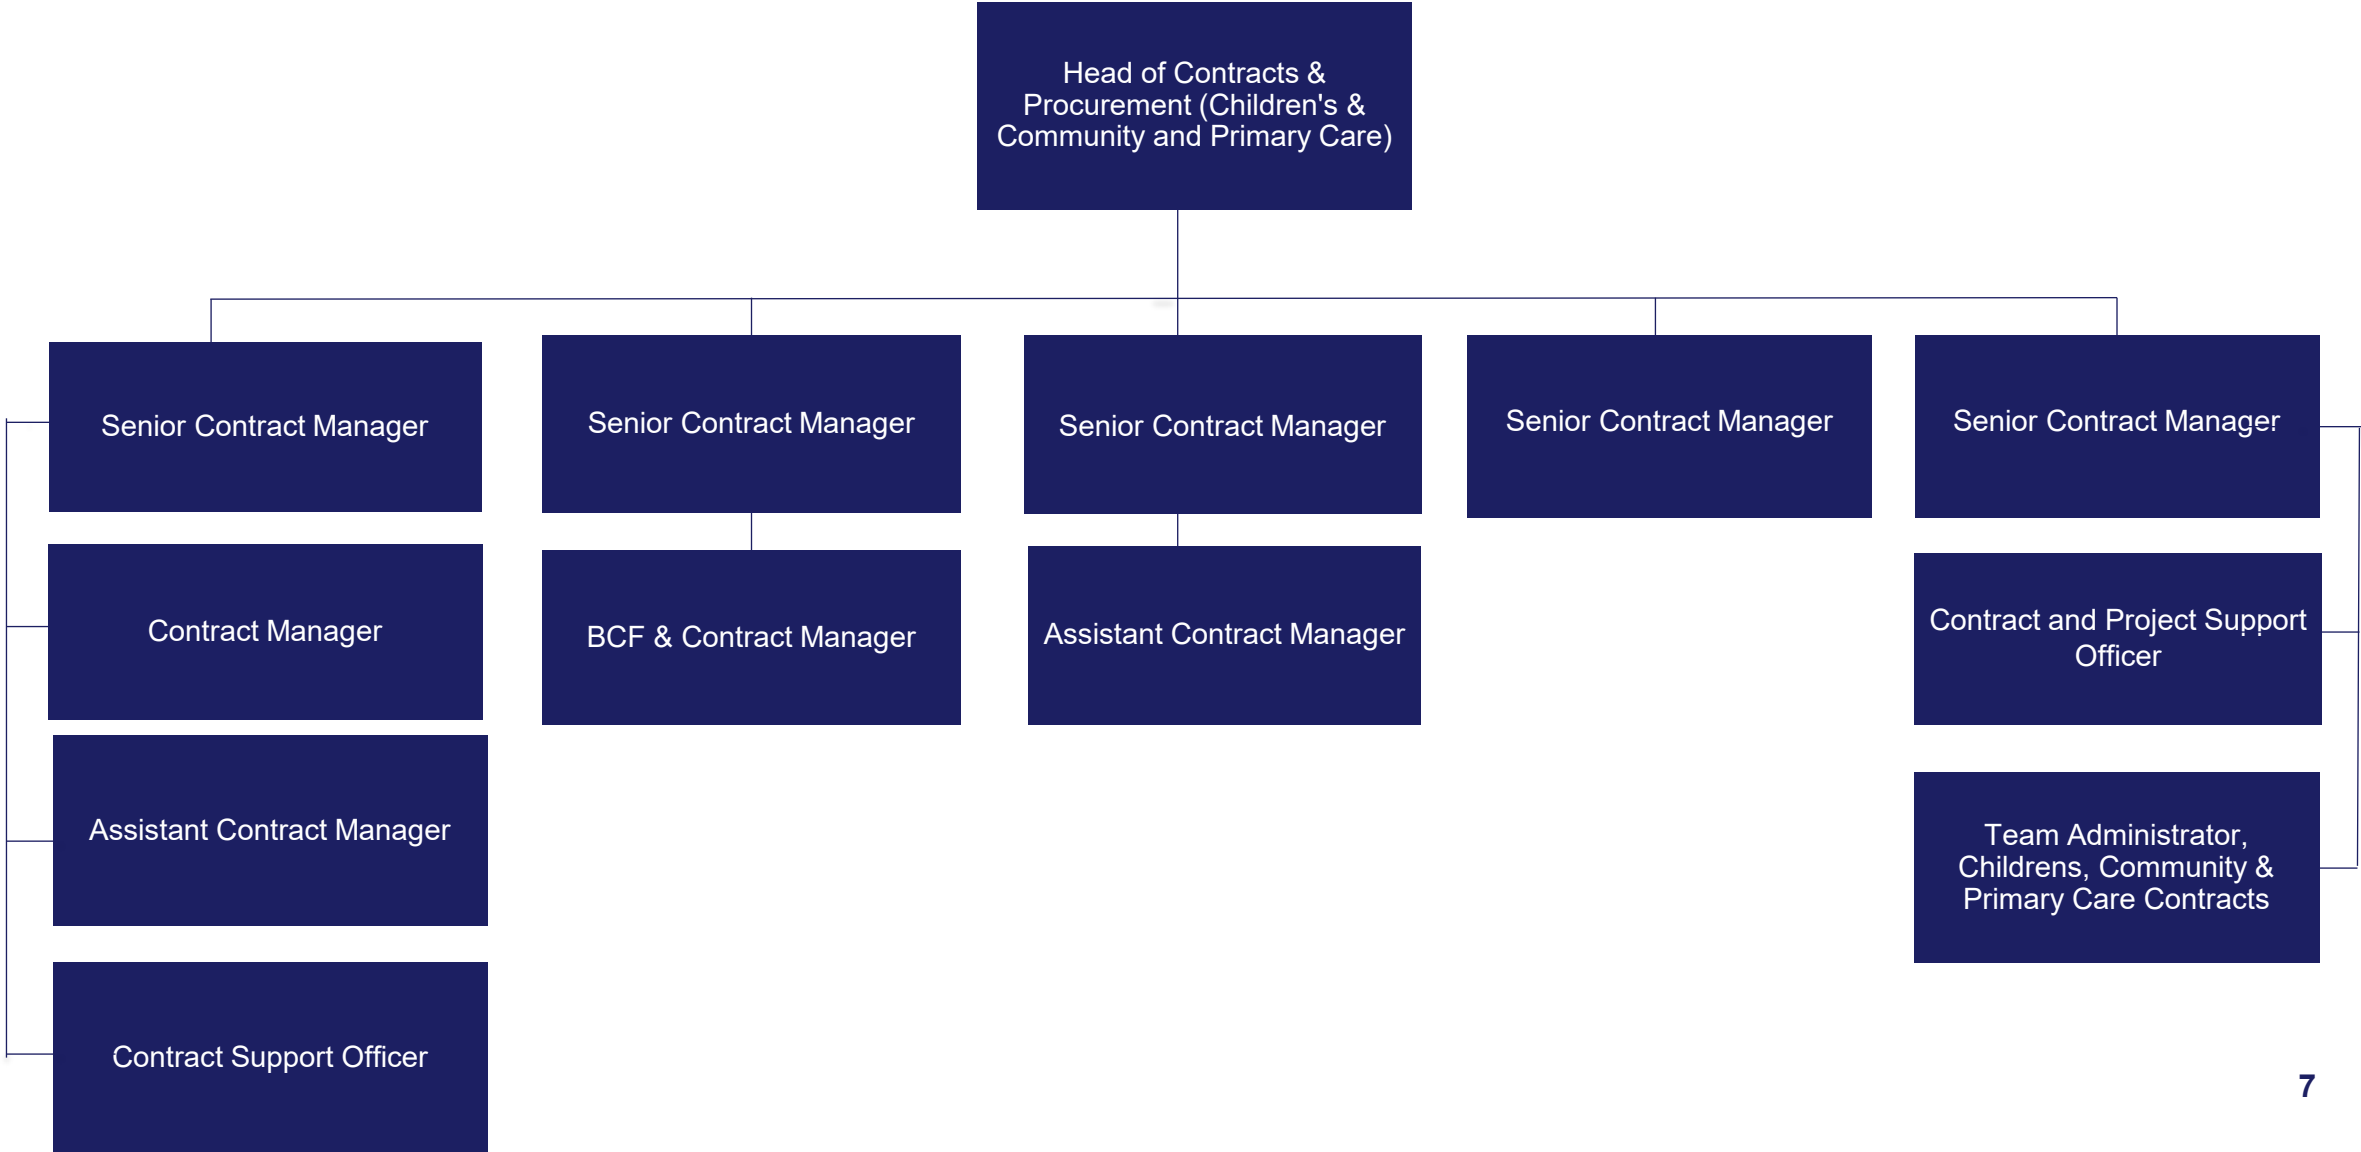 Head of Contracts &
Procurement (Children's &
Community and Primary Care)
Senior Contract Manager
Senior Contract Manager
Senior Contract Manager
Senior Contract Manager
Senior Contract Manager
Contract Manager
BCF & Contract Manager
Assistant Contract Manager
Contract and Project Support
Officer
Assistant Contract Manager
Team Administrator,
Childrens, Community &
Primary Care Contracts
Contract Support Officer
7